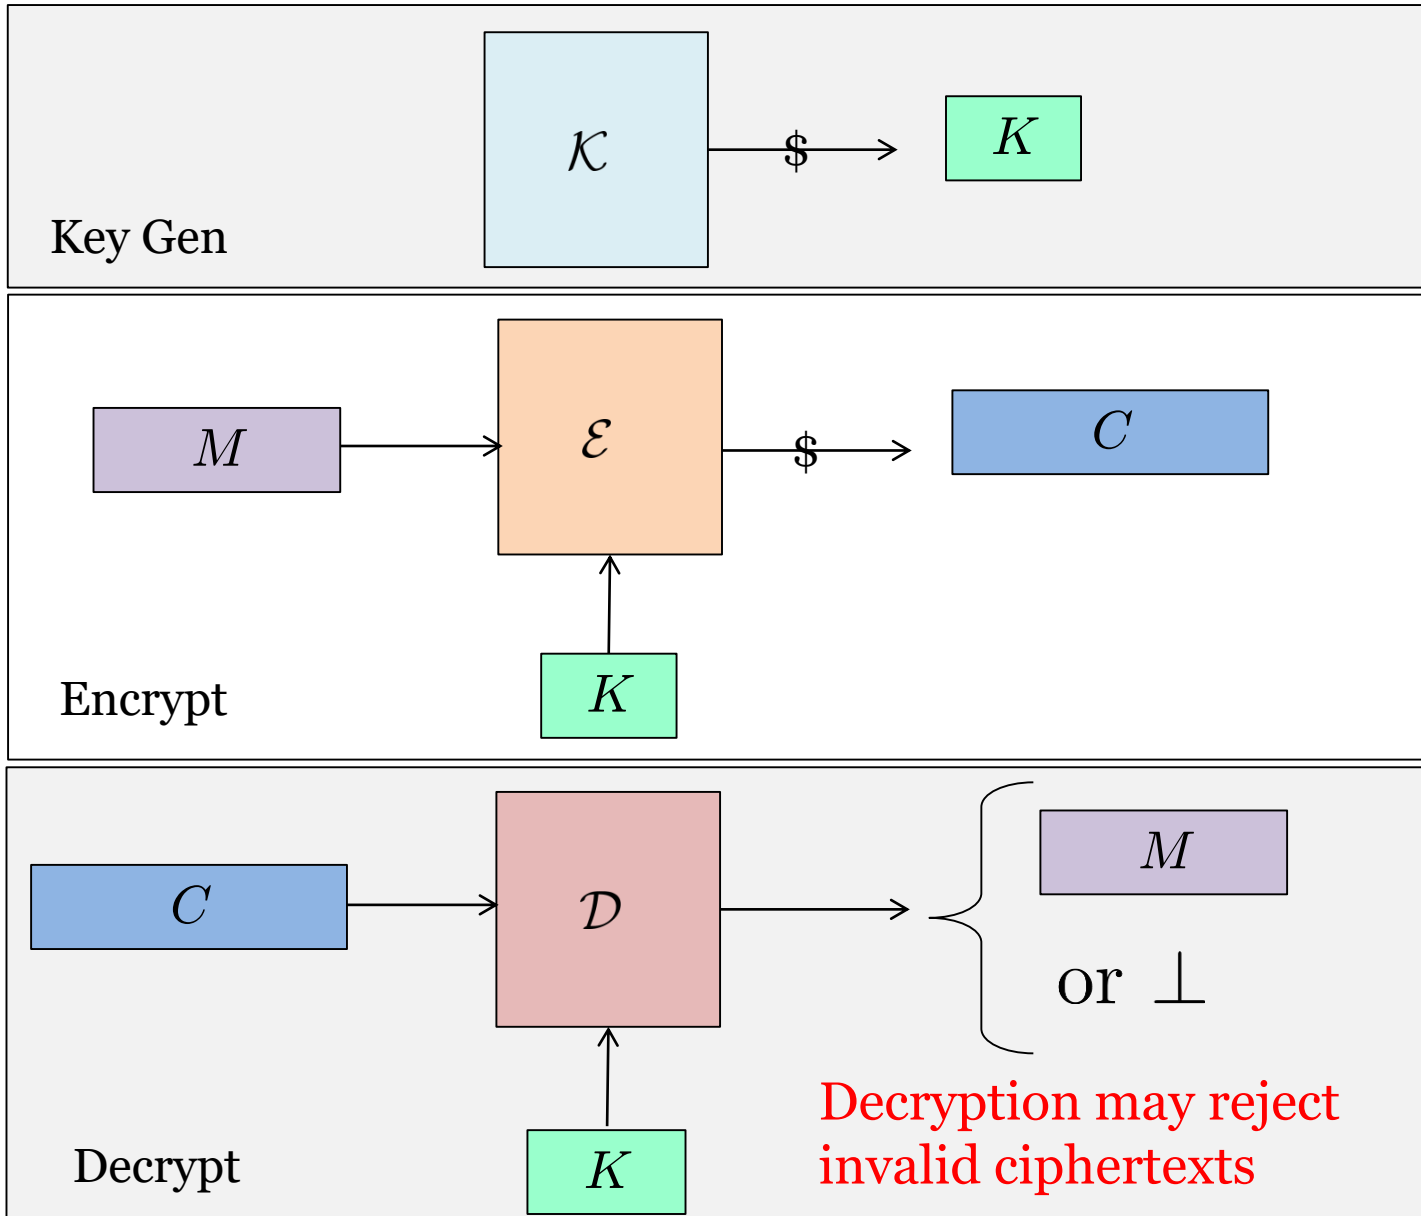 𝒦
$
K
Key Gen
M
ℰ
$
C
K
Encrypt
C
𝒟
M
or ⊥
K
Decrypt
Decryption may reject
invalid ciphertexts